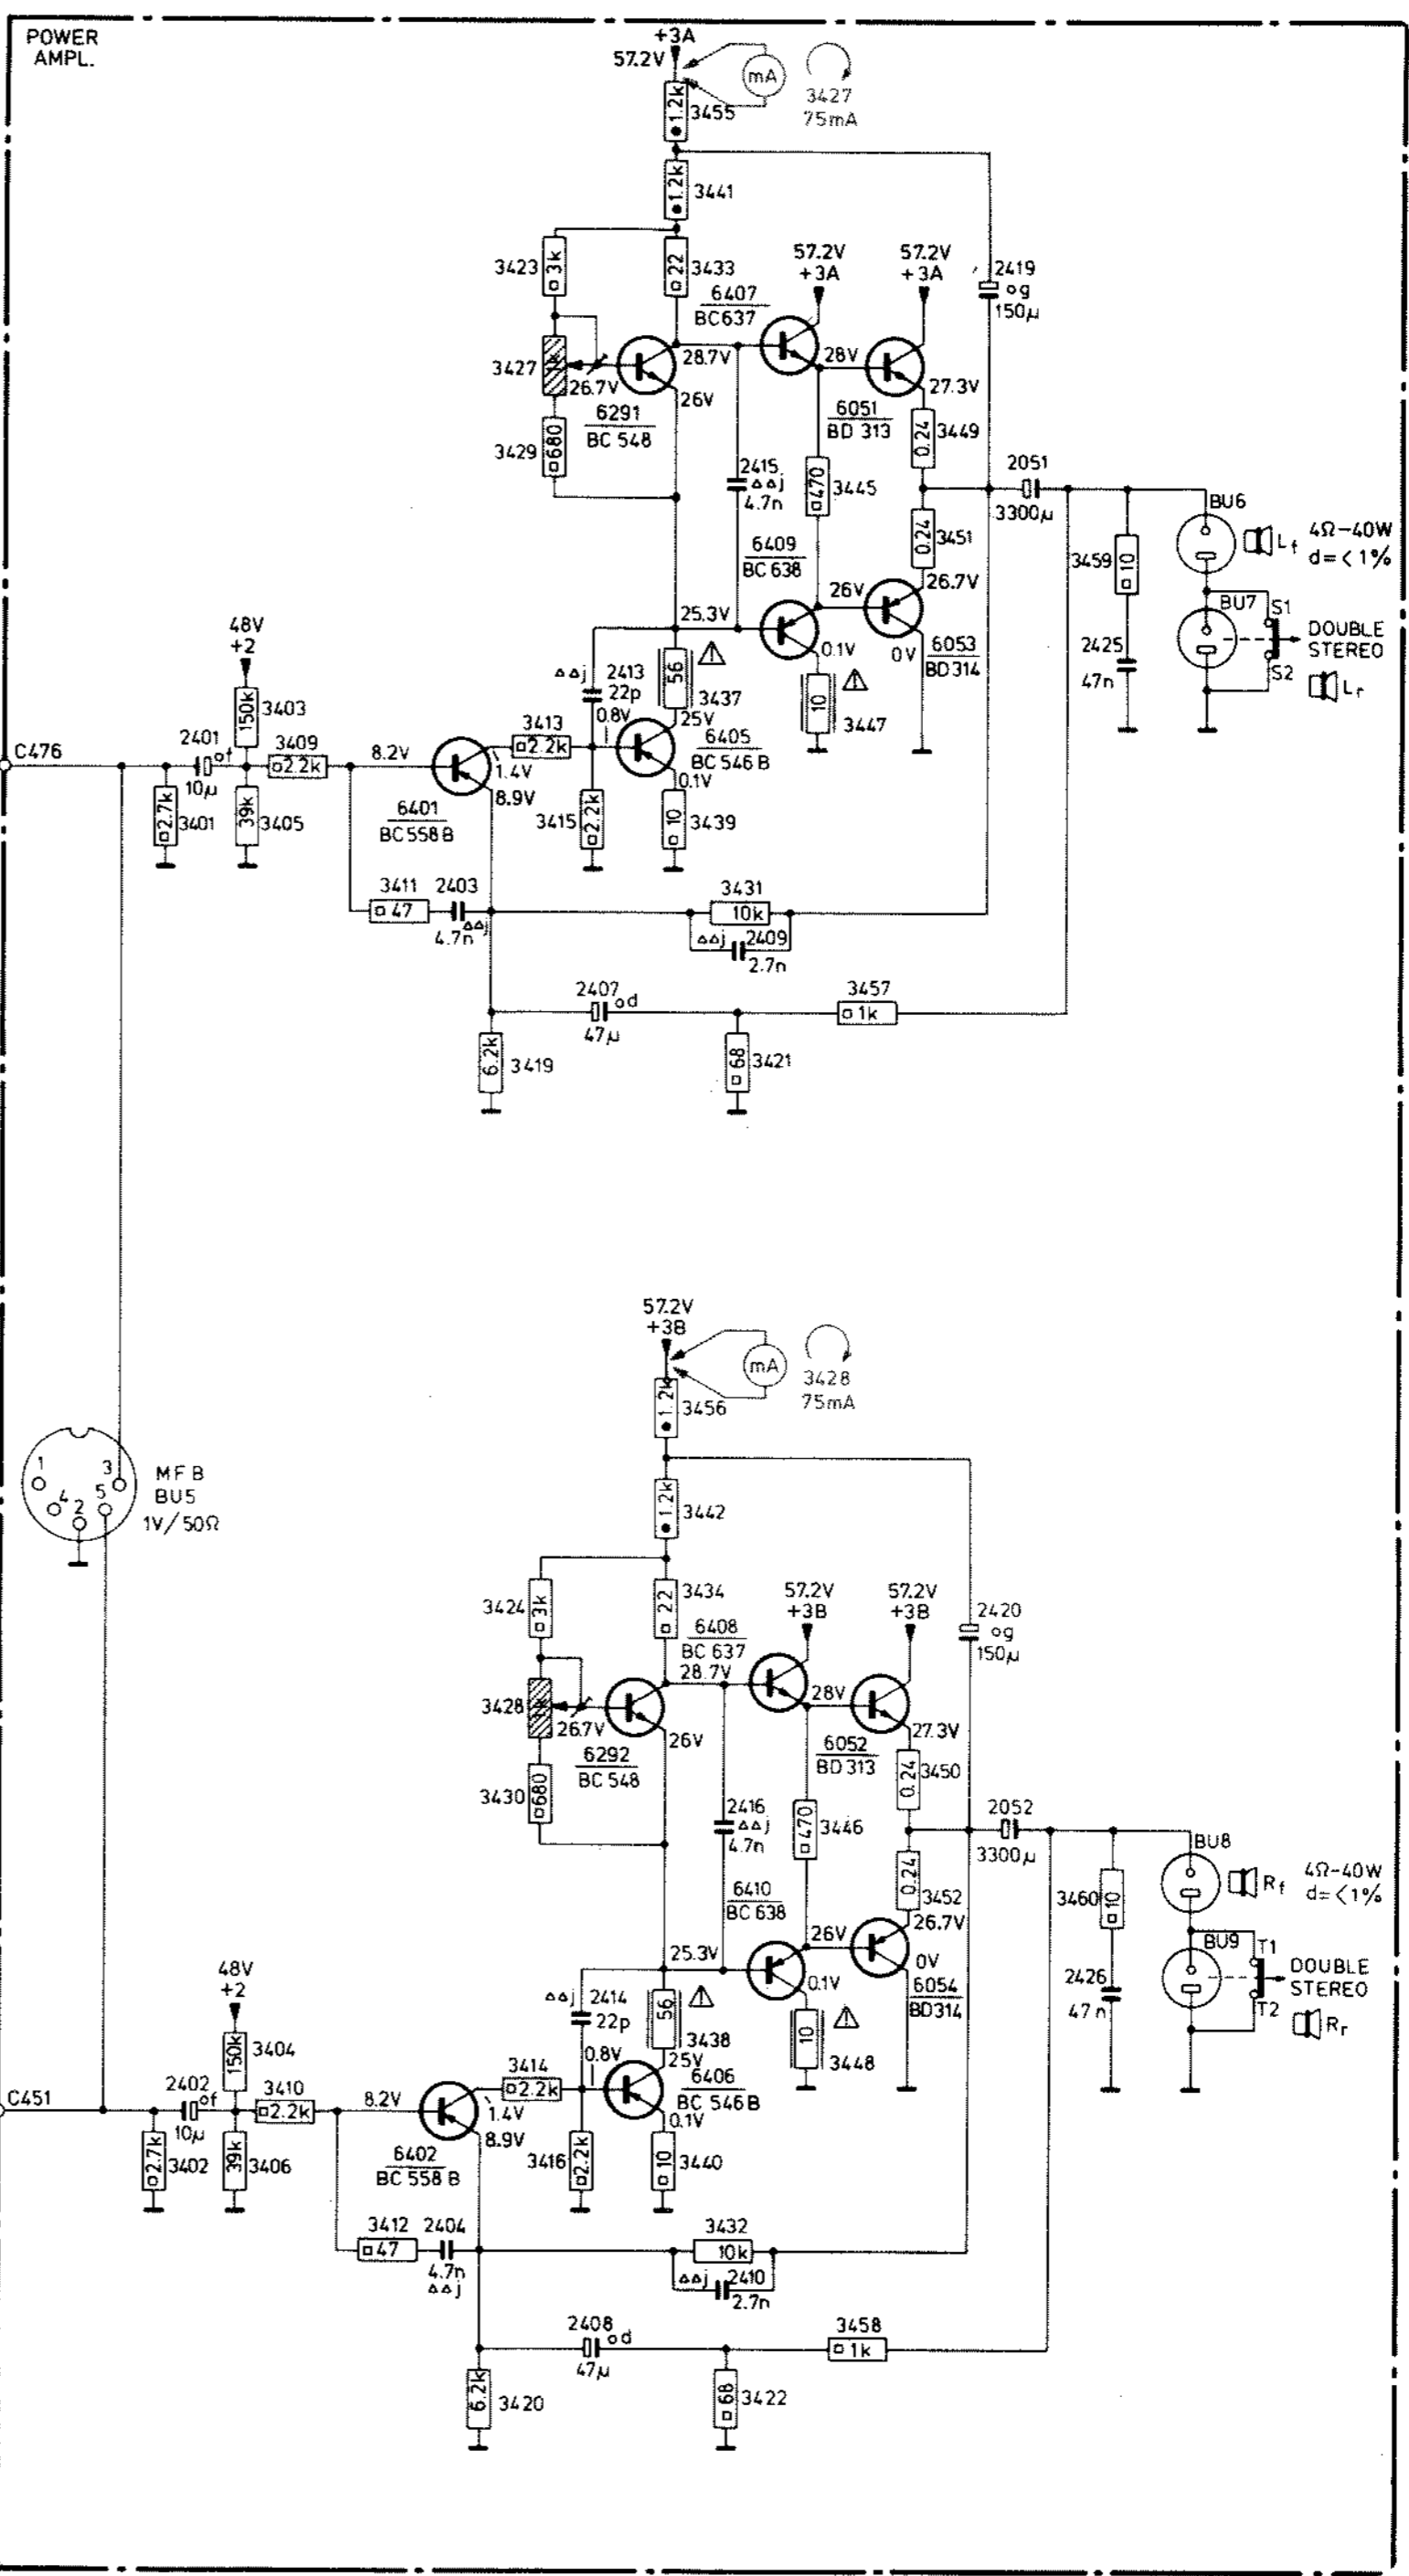 POWER
AMPL.
+3A
57.2V
mA
3427
75mA
1.2k
3455
1.2k
3441
3423
3k
22
3433
57.2V
+3A
57.2V
+3A
2419
og
150µ
6407
BC637
3427
26.7V
28.7V
28V
27.3V
6291
BC 548
26V
6051
BD 313
0.24
3449
3429
680
2415
4.7n
470
3445
2051
3300µ
BU6
Lf
4Ω-40W
d=<1%
0.24
3451
3459
10
6409
BC 638
26V
26.7V
25.3V
BU7
S1
DOUBLE
STEREO
S2
Lr
0.1V
0V
6053
BD314
2425
47n
48V
+2
j
2413
22p
56
3437
10
3447
150k
3403
0.8V
25V
C476
2401
of
10µ
3409
2.2k
8.2V
3413
2.2k
6405
BC 546 B
1.4V
8.9V
0.1V
2.7k
3401
39k
3405
6401
BC558B
3415
2.2k
10
3439
3411
47
2403
4.7n
j
3431
10k
j
2409
2.7n
2407
od
47µ
3457
1k
6.2k
3419
68
3421
57.2V
+3B
mA
3428
75mA
1.2k
3456
1
3
4
2
5
MFB
BU5
1V/50Ω
1.2k
3442
3424
3k
22
3434
57.2V
+3B
57.2V
+3B
2420
og
150µ
6408
BC 637
3428
26.7V
28.7V
28V
27.3V
6292
BC 548
26V
6052
BD313
0.24
3450
3430
680
2416
j
4.7n
470
3446
2052
3300µ
BU8
Rf
4Ω-40W
d=<1%
0.24
3452
3460
10
6410
BC 638
26V
26.7V
25.3V
BU9
T1
DOUBLE
STEREO
T2
Rr
0.1V
0V
6054
BD314
2426
47n
48V
+2
j
2414
22p
56
3438
10
3448
150k
3404
0.8V
25V
C451
2402
of
10µ
3410
2.2k
8.2V
3414
2.2k
6406
BC 546B
1.4V
8.9V
0.1V
2.7k
3402
39k
3406
6402
BC 558 B
3416
2.2k
10
3440
3412
47
2404
4.7n
j
3432
10k
j
2410
2.7n
2408
od
47µ
3458
1k
6.2k
3420
68
3422